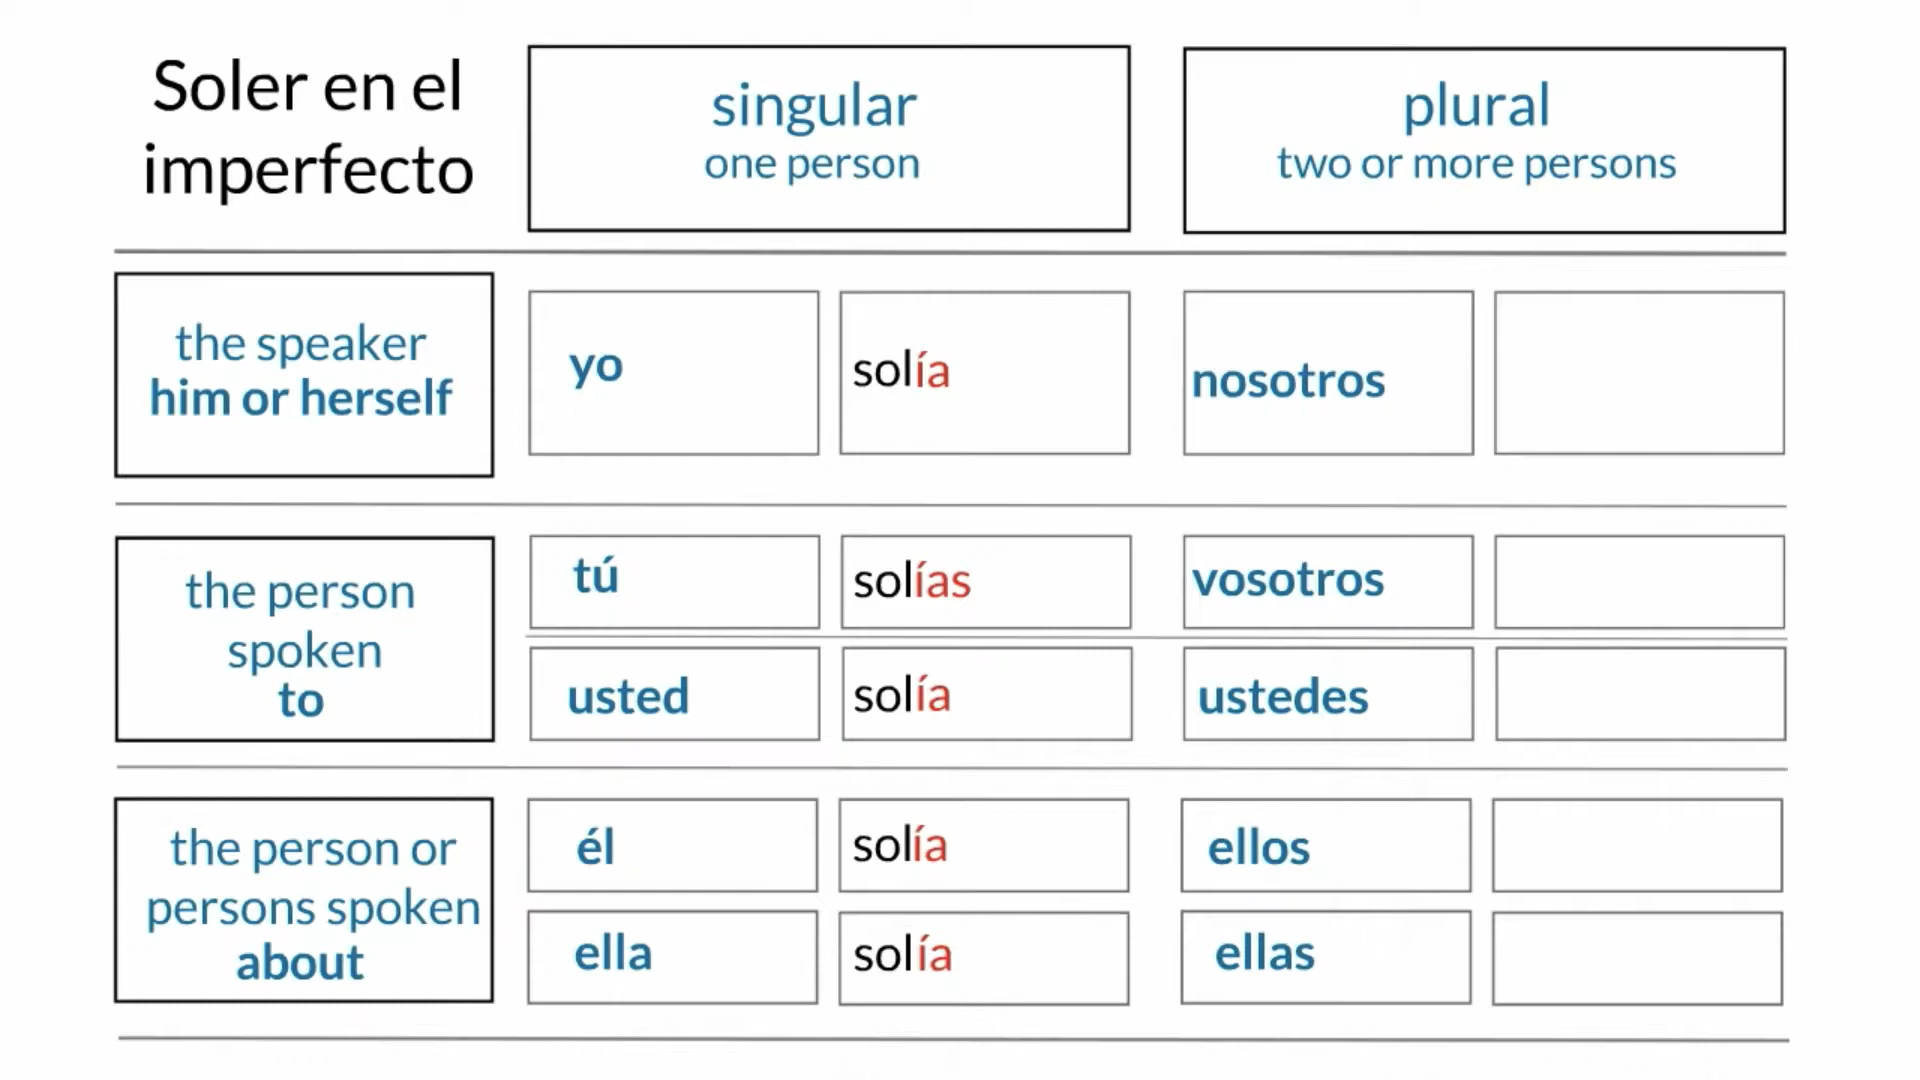 Soler en el
imperfecto
singular
one person
plural
two or more persons
the speaker
him or herself
yo
solía
nosotros
the person
spoken
to
tú
solías
vosotros
usted
solía
ustedes
the person or
persons spoken
about
él
solía
ellos
ella
solía
ellas